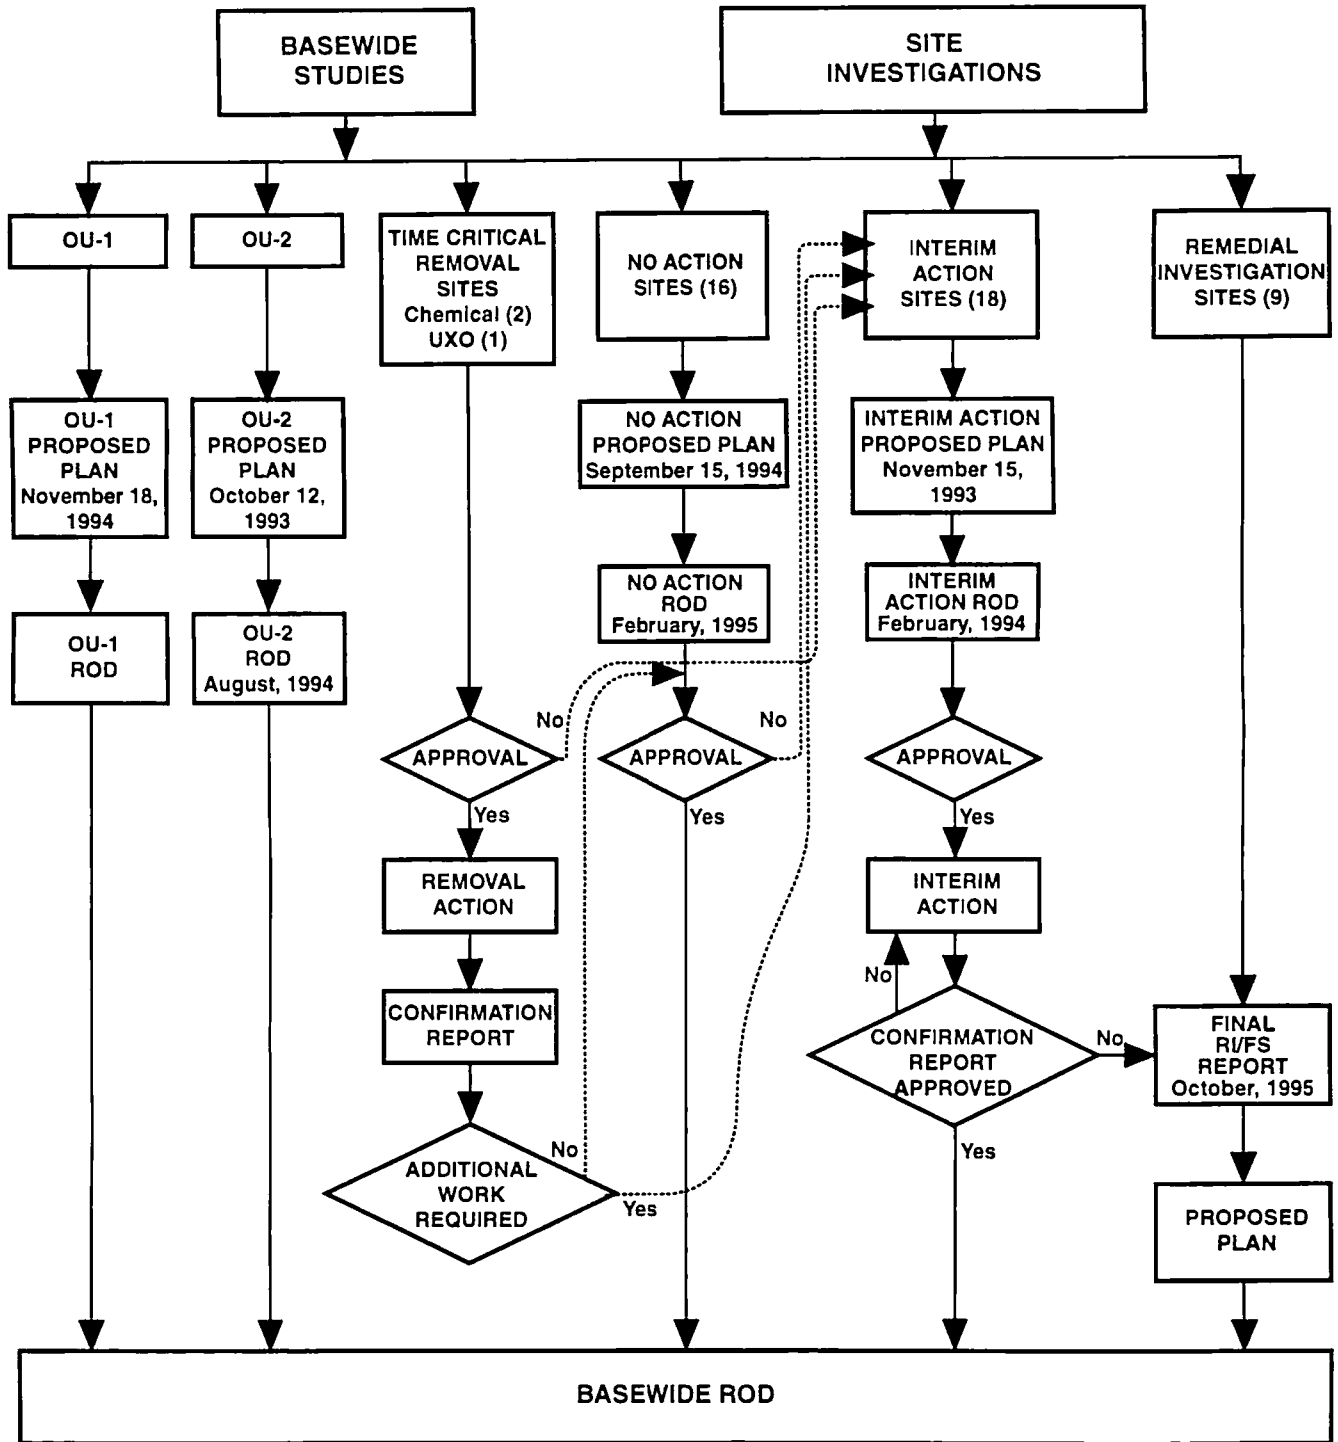 BASEWIDE
STUDIES
SITE
INVESTIGATIONS
OU-1
OU-2
TIME CRITICAL
REMOVAL
SITES
Chemical (2)
UXO (1)
NO ACTION
SITES (16)
INTERIM
ACTION
SITES (18)
REMEDIAL
INVESTIGATION
SITES (9)
OU-1
PROPOSED
PLAN
November 18,
1994
OU-2
PROPOSED
PLAN
October 12,
1993
NO ACTION
PROPOSED PLAN
September 15, 1994
INTERIM ACTION
PROPOSED PLAN
November 15,
1993
OU-1
ROD
OU-2
ROD
August, 1994
NO ACTION
ROD
February, 1995
INTERIM
ACTION ROD
February, 1994
No
No
APPROVAL
APPROVAL
APPROVAL
Yes
Yes
Yes
REMOVAL
ACTION
INTERIM
ACTION
No
CONFIRMATION
REPORT
CONFIRMATION
REPORT
APPROVED
No
FINAL
RI/FS
REPORT
October, 1995
No
Yes
ADDITIONAL
WORK
REQUIRED
Yes
PROPOSED
PLAN
BASEWIDE ROD